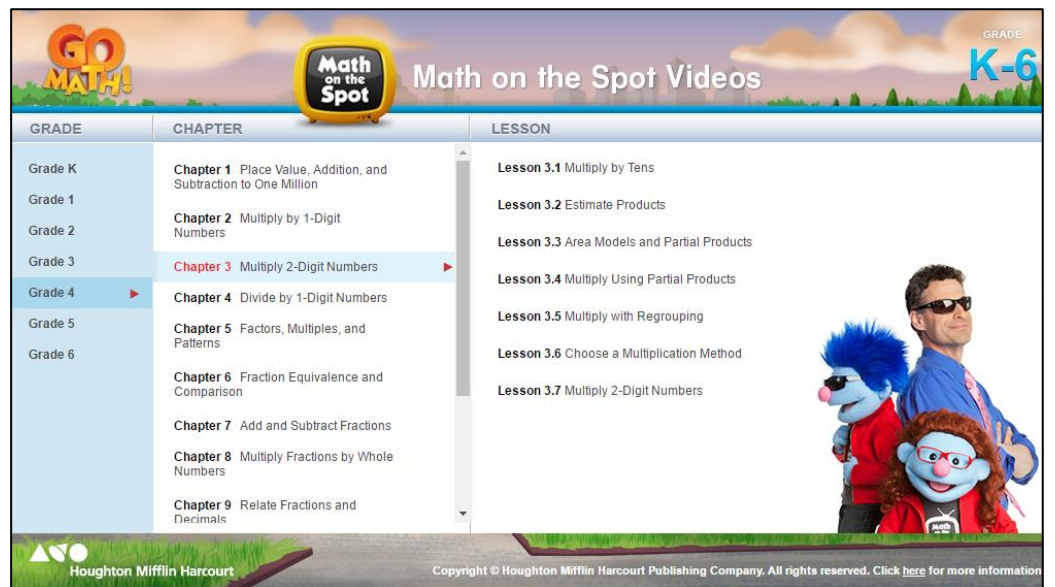 GO
MATH!
Math
on the
Spot
Math on the Spot Videos
GRADE
K-6
GRADE
CHAPTER
LESSON
Grade K
Grade 1
Grade 2
Grade 3
Grade 4
Grade 5
Grade 6
Chapter 1 Place Value, Addition, and
Subtraction to One Million
Chapter 2 Multiply by 1-Digit
Numbers
Chapter 3 Multiply 2-Digit Numbers
Chapter 4 Divide by 1-Digit Numbers
Chapter 5 Factors, Multiples, and
Patterns
Chapter 6 Fraction Equivalence and
Comparison
Chapter 7 Add and Subtract Fractions
Chapter 8 Multiply Fractions by Whole
Numbers
Chapter 9 Relate Fractions and
Decimals
Lesson 3.1 Multiply by Tens
Lesson 3.2 Estimate Products
Lesson 3.3 Area Models and Partial Products
Lesson 3.4 Multiply Using Partial Products
Lesson 3.5 Multiply with Regrouping
Lesson 3.6 Choose a Multiplication Method
Lesson 3.7 Multiply 2-Digit Numbers
Math
on the
Houghton Mifflin Harcourt
Copyright © Houghton Mifflin Harcourt Publishing Company. All rights reserved. Click here for more information